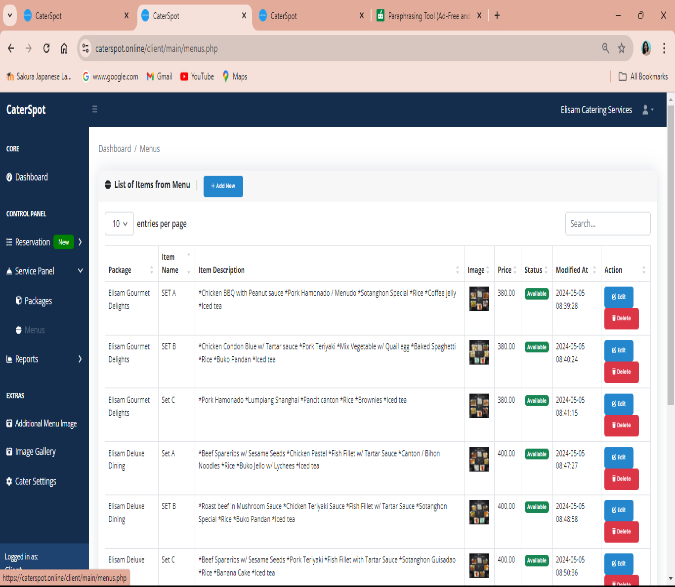 CaterSpot
CaterSpot
CaterSpot
Paraphrasing Tool (Ad-Free and
caterspot.online/client/main/menus.php
Sakura Japanese La...
www.google.com
Gmail
YouTube
Maps
All Bookmarks
CaterSpot
Elisam Catering Services
CORE
Dashboard
CONTROL PANEL
Reservation New
Service Panel
Packages
Menus
Reports
EXTRAS
Additional Menu Image
Image Gallery
Cater Settings
Logged in as:
https://caterspot.online/client/main/menus.php
Dashboard / Menus
List of Items from Menu
+ Add New
10 entries per page
Search...
Package Item Name Item Description Image Price Status Modified At Action
Elisam Gourmet SET A *Chicken BBQ with Peanut sauce *Pork Hamonado / Menudo *Sotanghon Special *Rice *Coffee Jelly 380.00 Available 2024-05-05 Edit
Delights *Iced tea 08:39:28 Delete
Elisam Gourmet SET B *Chicken Condon Blue w/ Tartar sauce *Pork Teriyaki *Mix Vegetable w/ Quail egg *Baked Spaghetti 380.00 Available 2024-05-05 Edit
Delights *Rice *Buko Pandan *Iced tea 08:40:24 Delete
Elisam Gourmet Set C *Pork Hamonado *Lumpiang Shanghai *Pancit canton *Rice *Brownies *Iced tea 380.00 Available 2024-05-05 Edit
Delights 08:41:15 Delete
Elisam Deluxe Set A *Beef Spareribs w/ Sesame Seeds *Chicken Pastel *Fish Fillet w/ Tartar Sauce *Canton / Bihon 400.00 Available 2024-05-05 Edit
Dining Noodles *Rice *Buko Jello w/ Lychees *Iced tea 08:47:27 Delete
Elisam Deluxe SET B *Roast beef in Mushroom Sauce *Chicken Teriyaki Sauce *Fish Fillet w/ Tartar Sauce *Sotanghon 400.00 Available 2024-05-05 Edit
Dining Special *Rice *Buko Pandan *Iced tea 08:48:58 Delete
Elisam Deluxe Set C *Beef Spareribs w/ Sesame Seeds *Pork Teriyaki *Fish Fillet with Tartar Sauce *Sotanghon Guisadao 400.00 Available 2024-05-05 Edit
Dining *Rice *Banana Cake *Iced tea 08:50:36 Delete